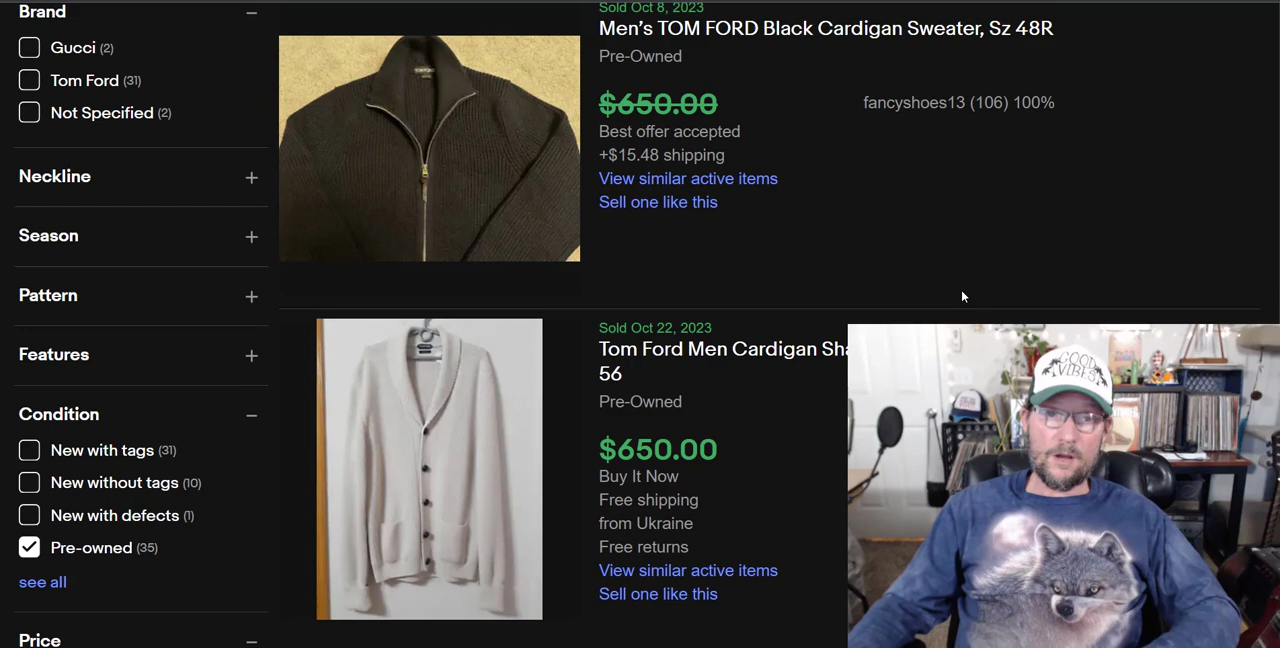 Brand
Gucci (2)
Tom Ford (31)
Not Specified (2)
Neckline
Season
Pattern
Features
Condition
New with tags (31)
New without tags (10)
New with defects (1)
Pre-owned (35)
see all
Price
Sold Oct 8, 2023
Men's TOM FORD Black Cardigan Sweater, Sz 48R
Pre-Owned
$650.00
fancyshoes13 (106) 100%
Best offer accepted
+$15.48 shipping
View similar active items
Sell one like this
Sold Oct 22, 2023
Tom Ford Men Cardigan Sha
56
Pre-Owned
$650.00
Buy It Now
Free shipping
from Ukraine
Free returns
View similar active items
Sell one like this
GOOD
VIBES